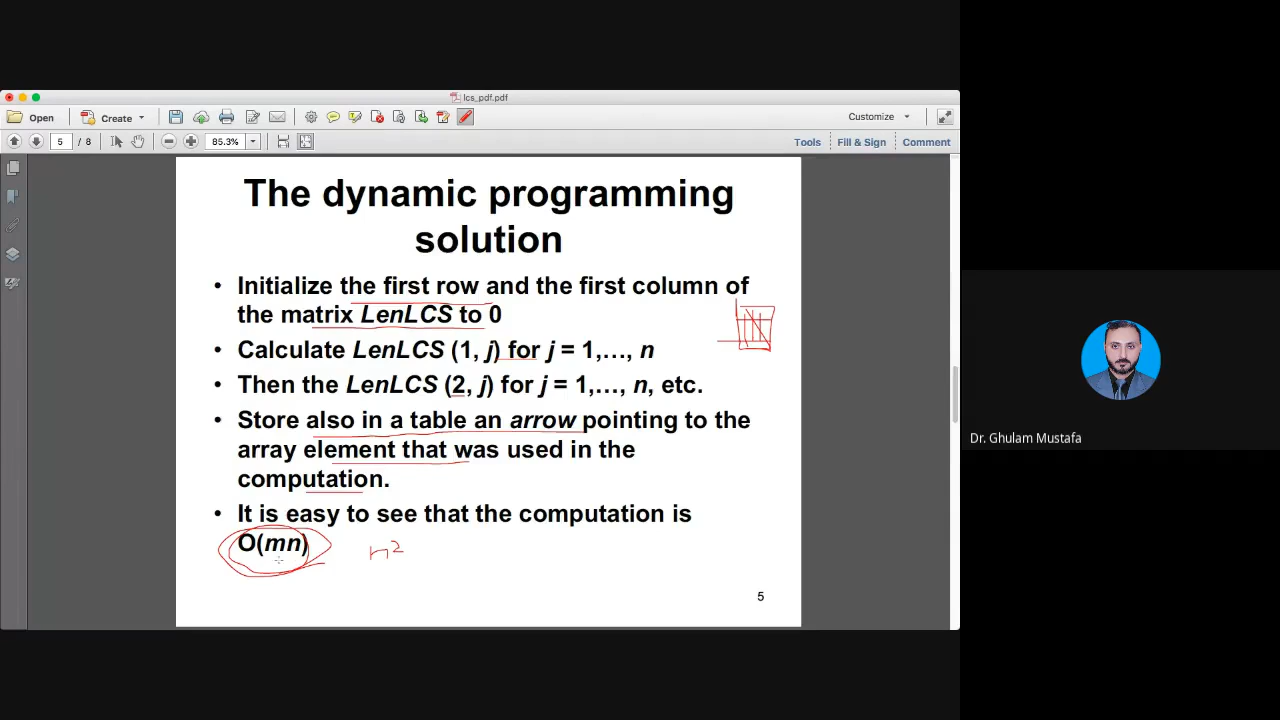 lcs_pdf.pdf
Open
Create
Customize
5 / 8
85.3%
Tools
Fill & Sign
Comment
The dynamic programming
solution
• Initialize the first row and the first column of
the matrix LenLCS to 0
• Calculate LenLCS (1, j) for j = 1,…, n
• Then the LenLCS (2, j) for j = 1,…, n, etc.
• Store also in a table an arrow pointing to the
array element that was used in the
computation.
• It is easy to see that the computation is
O(mn)
n²
5
Dr. Ghulam Mustafa